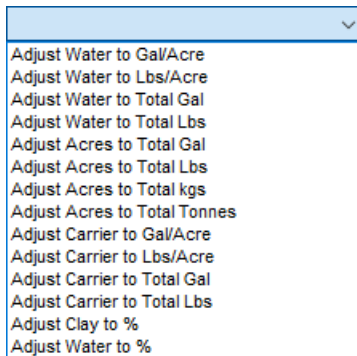 Adjust Water to Gal/Acre
Adjust Water to Lbs/Acre
Adjust Water to Total Gal
Adjust Water to Total Lbs
Adjust Acres to Total Gal
Adjust Acres to Total Lbs
Adjust Acres to Total kgs
Adjust Acres to Total Tonnes
Adjust Carrier to Gal/Acre
Adjust Carrier to Lbs/Acre
Adjust Carrier to Total Gal
Adjust Carrier to Total Lbs
Adjust Clay to %
Adjust Water to %